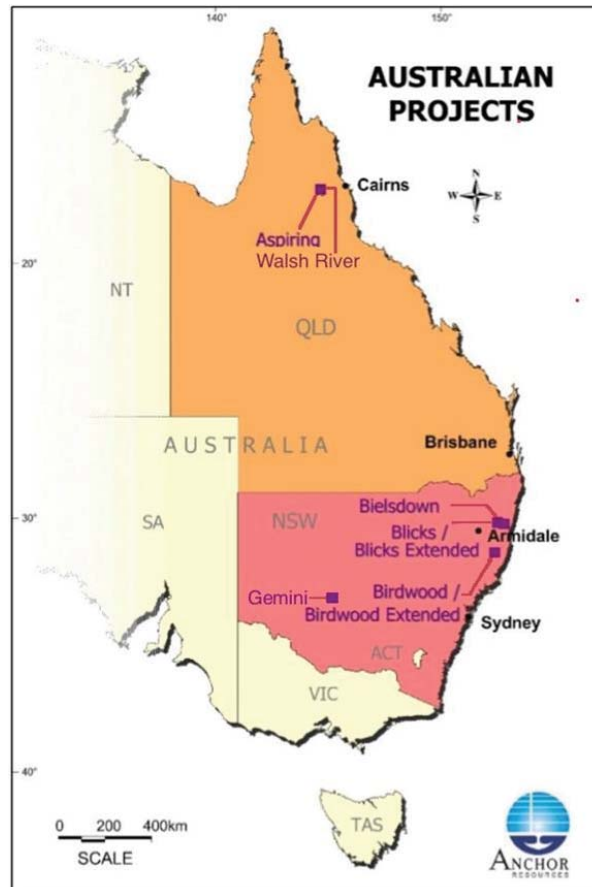 140°
150°
AUSTRALIAN
PROJECTS
N
W E
S
Cairns
Aspiring
Walsh River
20°
NT
QLD
AUSTRALIA
Brisbane
30°
SA
NSW
Bielsdown
Blicks /
Armidale
Blicks Extended
Birdwood /
Gemini
Birdwood Extended
Sydney
ACT
VIC
40°
0 200 400km
SCALE
TAS
ANCHOR
RESOURCES